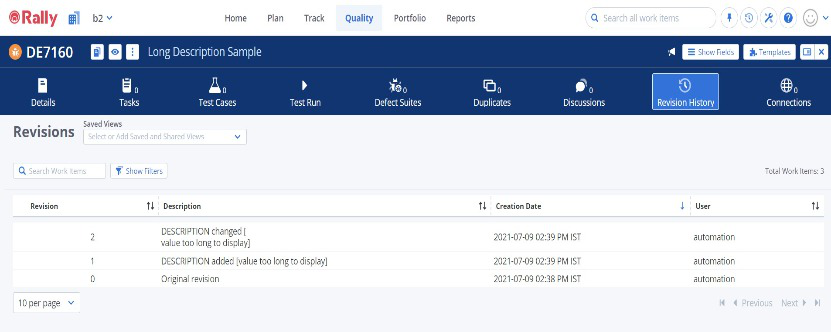 Rally
b2
Home
Plan
Track
Quality
Portfolio
Reports
Search all work items
DE7160
Long Description Sample
Show Fields
Templates
Details
0
Tasks
0
Test Cases
Test Run
0
Defect Suites
0
Duplicates
0
Discussions
Revision History
0
Connections
Revisions
Saved Views
Select or Add Saved and Shared Views
Search Work Items
Show Filters
Total Work Items: 3
Revision Description Creation Date User
2 DESCRIPTION changed [ 2021-07-09 02:39 PM IST automation
value too long to display]
1 DESCRIPTION added [value too long to display] 2021-07-09 02:39 PM IST automation
0 Original revision 2021-07-09 02:38 PM IST automation
10 per page
Previous
Next